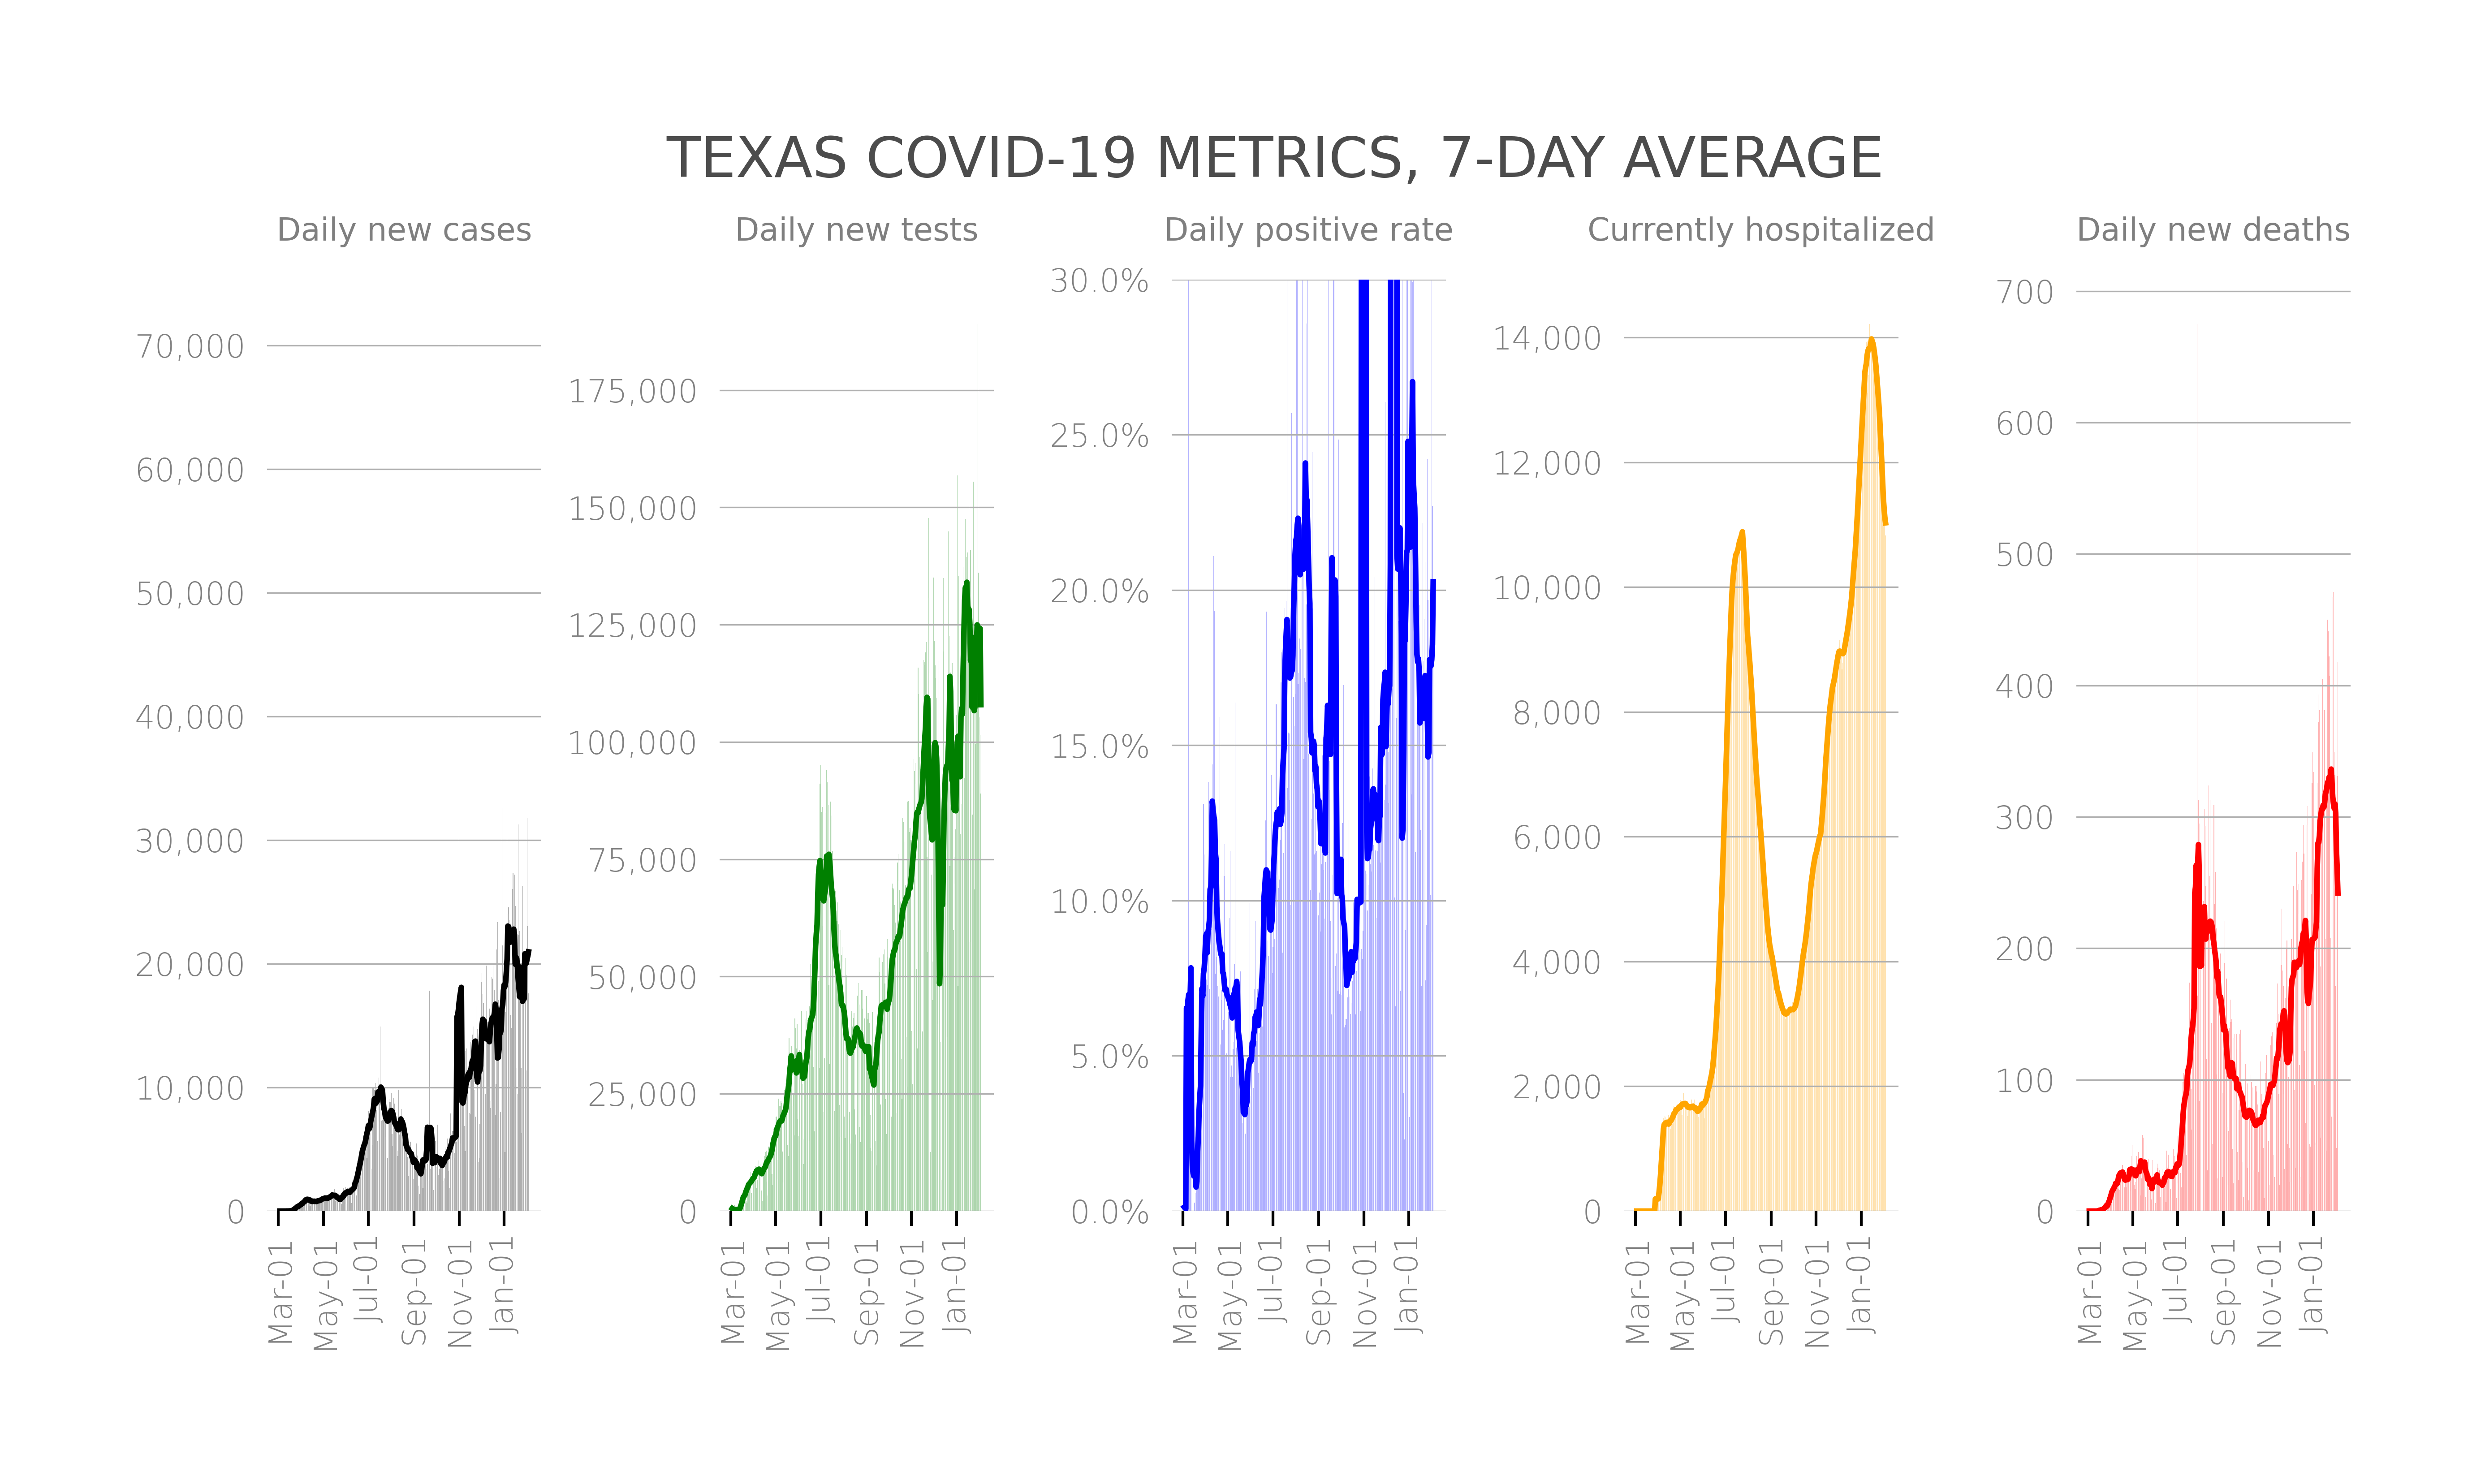 TEXAS COVID-19 METRICS, 7-DAY AVERAGE
Daily new cases
70,000
60,000
50,000
40,000
30,000
20,000
10,000
0
Mar-01
May-01
Jul-01
Sep-01
Nov-01
Jan-01
Daily new tests
175,000
150,000
125,000
100,000
75,000
50,000
25,000
0
Mar-01
May-01
Jul-01
Sep-01
Nov-01
Jan-01
Daily positive rate
30.0%
25.0%
20.0%
15.0%
10.0%
5.0%
0.0%
Mar-01
May-01
Jul-01
Sep-01
Nov-01
Jan-01
Currently hospitalized
14,000
12,000
10,000
8,000
6,000
4,000
2,000
0
Mar-01
May-01
Jul-01
Sep-01
Nov-01
Jan-01
Daily new deaths
700
600
500
400
300
200
100
0
Mar-01
May-01
Jul-01
Sep-01
Nov-01
Jan-01